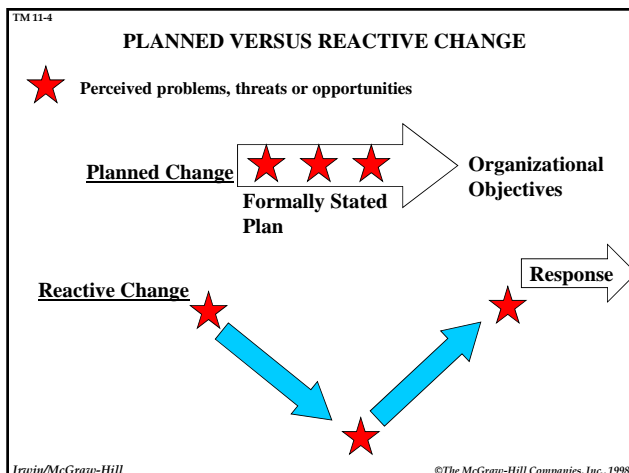 TM 11-4
PLANNED VERSUS REACTIVE CHANGE
Perceived problems, threats or opportunities
Planned Change
Organizational
Objectives
Formally Stated
Plan
Reactive Change
Response
Irwin/McGraw-Hill
©The McGraw-Hill Companies, Inc., 1998